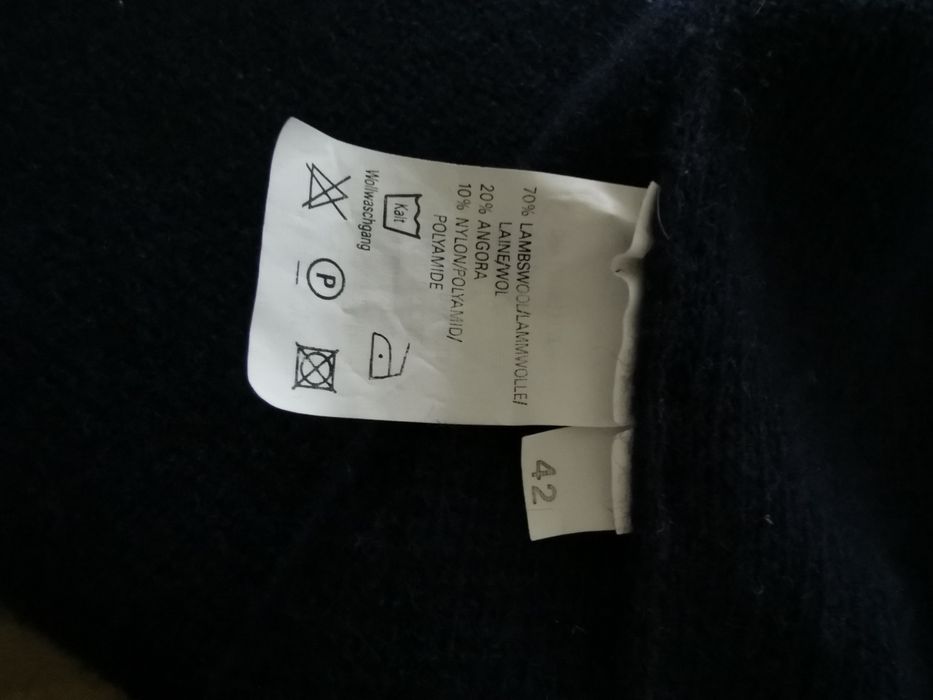 70% LAMBSWOOL/LAMMWOLLE/
LAINE/WOL
20% ANGORA
10% NYLON/POLYAMID/
POLYAMIDE
Kalt
Wollwaschgang
P
42